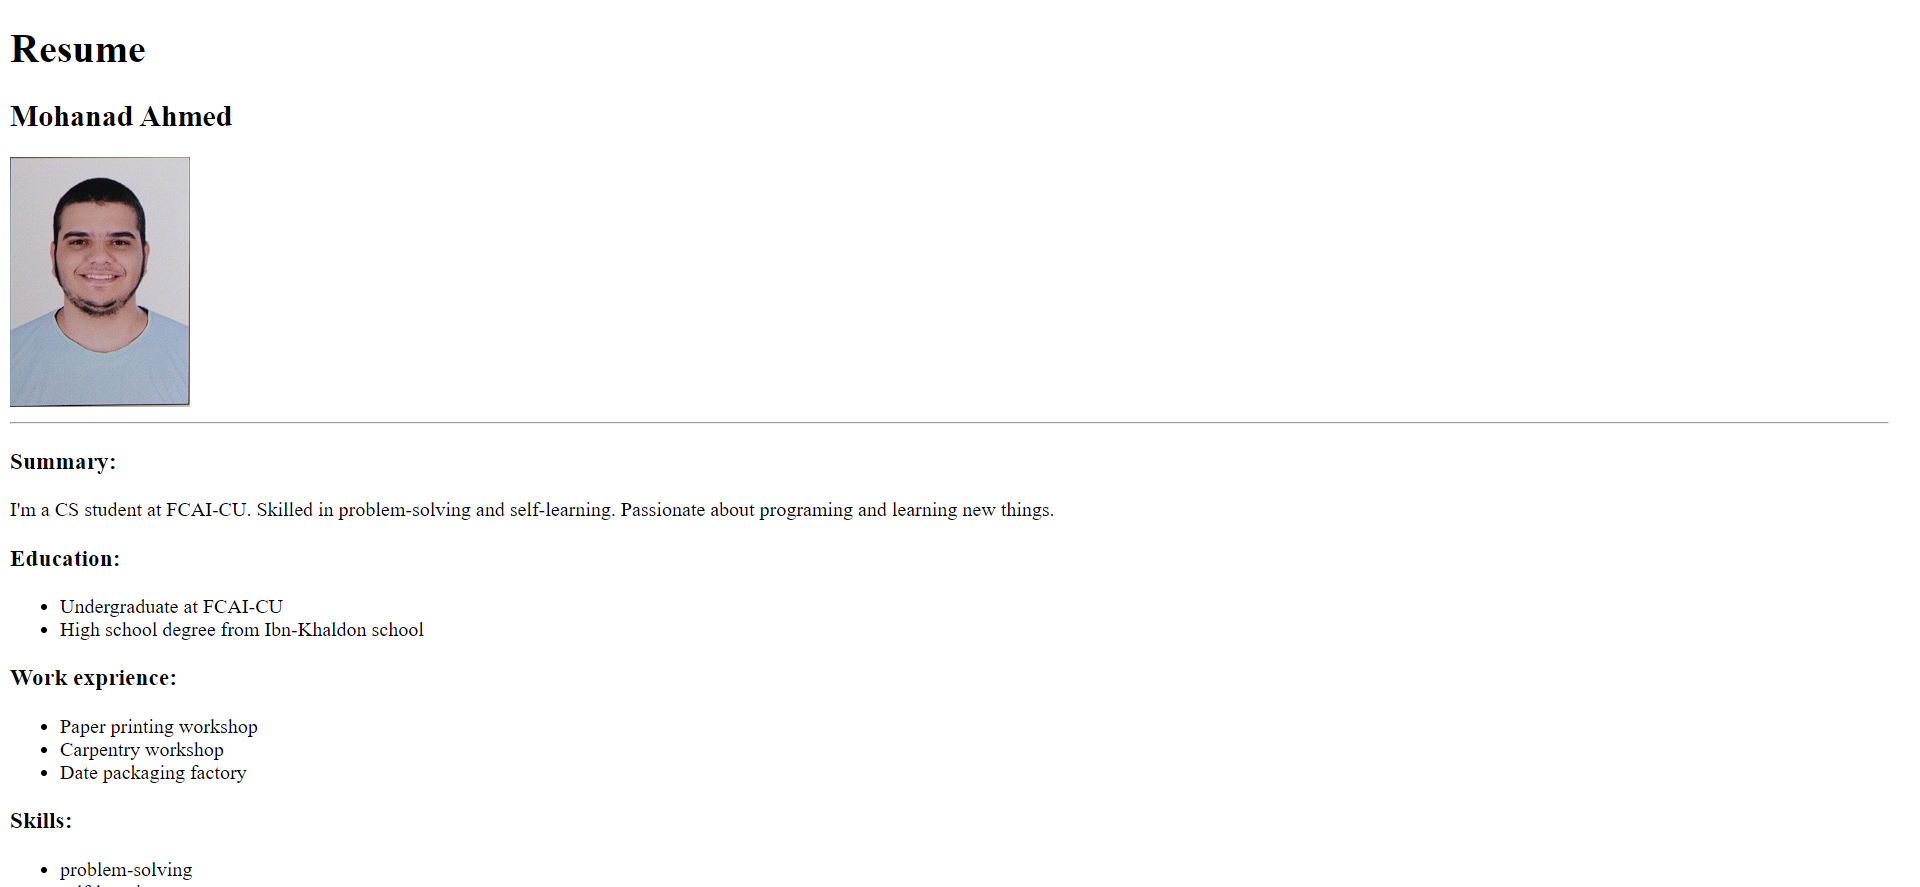 Resume
Mohanad Ahmed
Summary:
I'm a CS student at FCAI-CU. Skilled in problem-solving and self-learning. Passionate about programing and learning new things.
Education:
Undergraduate at FCAI-CU
High school degree from Ibn-Khaldon school
Work exprience:
Paper printing workshop
Carpentry workshop
Date packaging factory
Skills:
problem-solving